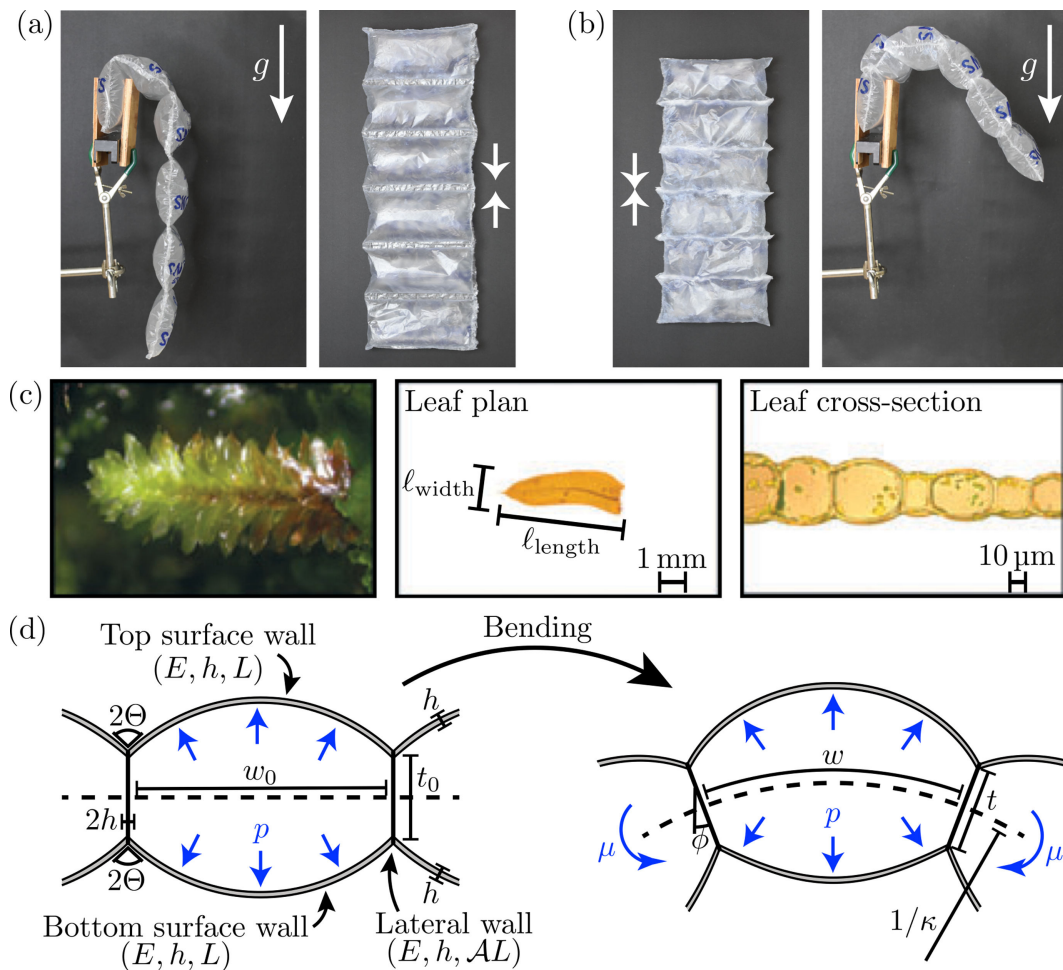 (a)
g
(b)
g
(c)
Leaf plan
ℓwidth
ℓlength
1 mm
Leaf cross-section
10 µm
(d)
Top surface wall
(E, h, L)
Bending
2Θ
h
w₀
t₀
2h
p
2Θ
h
Bottom surface wall
(E, h, L)
Lateral wall
(E, h, 𝒜L)
w
t
ϕ
p
μ
μ
1/κ